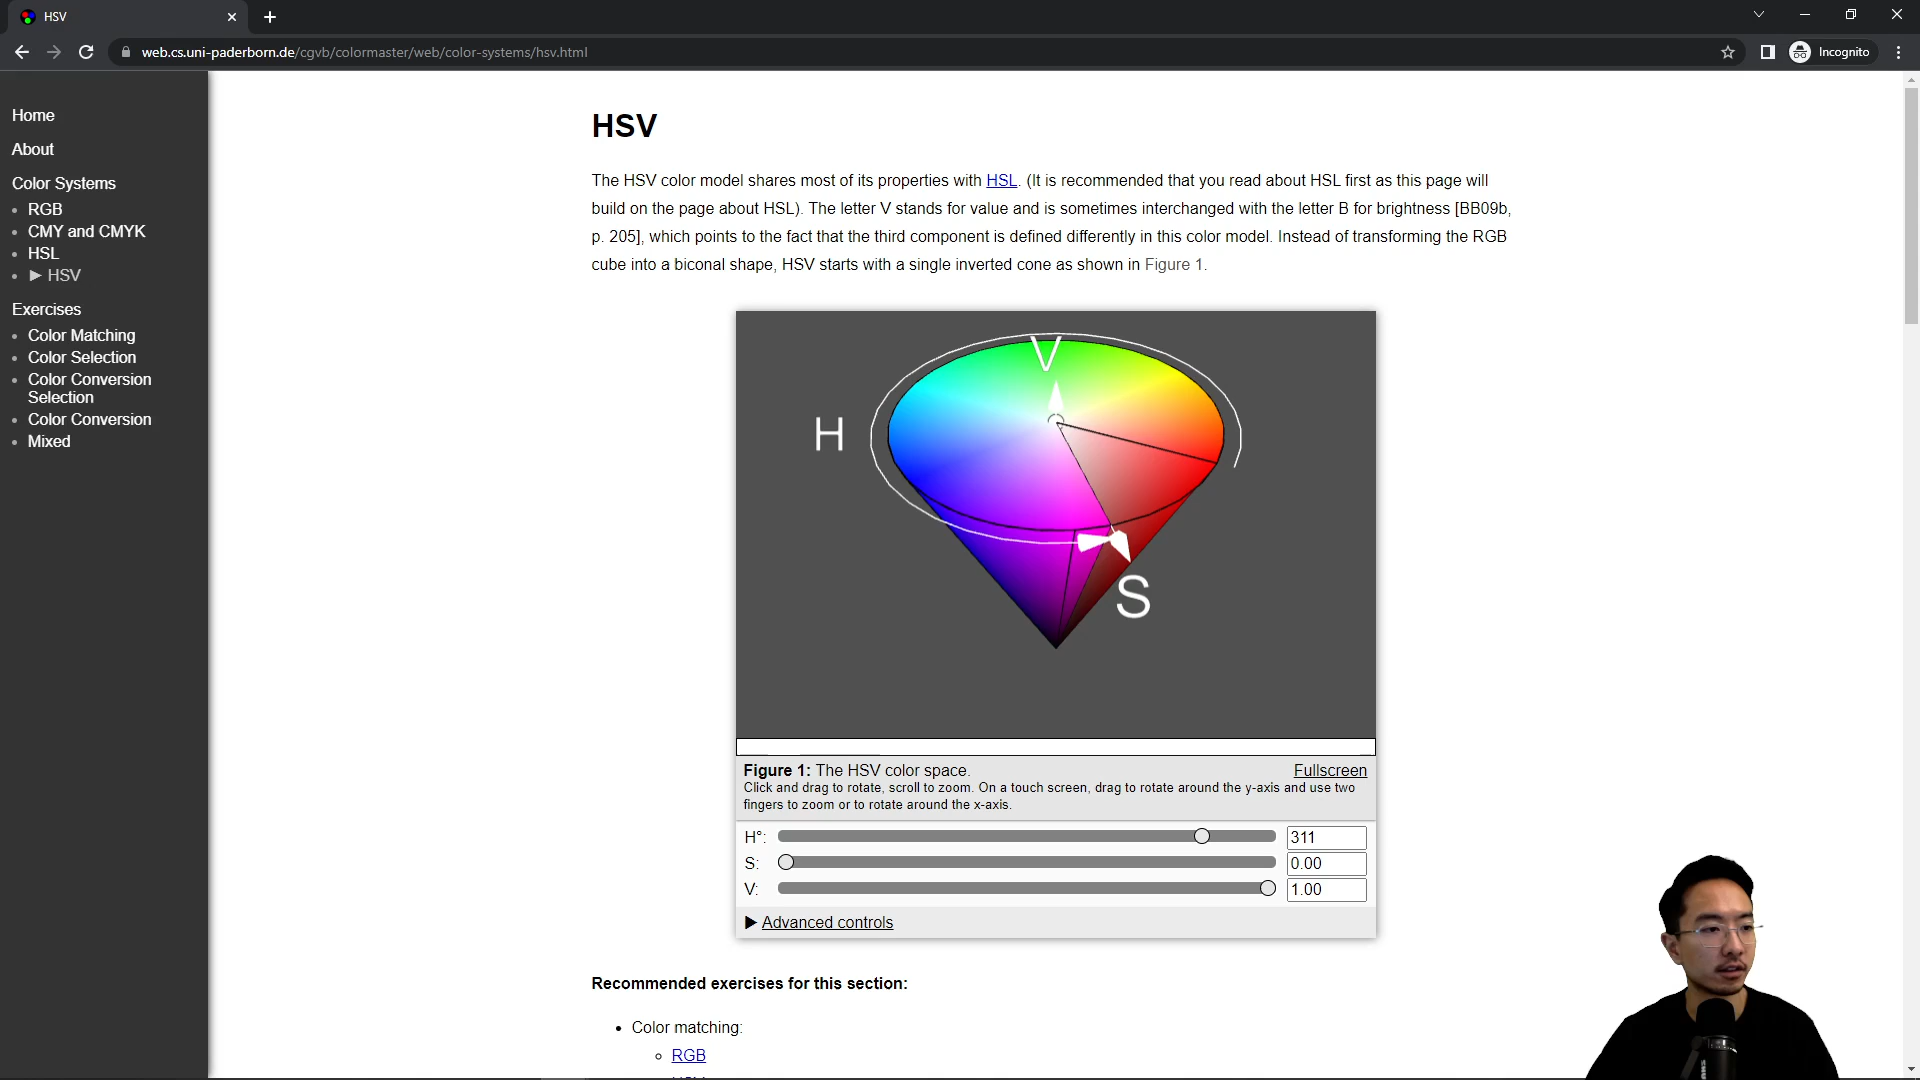 HSV
web.cs.uni-paderborn.de/cgvb/colormaster/web/color-systems/hsv.html
Incognito
Home
About
Color Systems
RGB
CMY and CMYK
HSL
▶ HSV
Exercises
Color Matching
Color Selection
Color Conversion
Selection
Color Conversion
Mixed
HSV
The HSV color model shares most of its properties with HSL. (It is recommended that you read about HSL first as this page will
build on the page about HSL). The letter V stands for value and is sometimes interchanged with the letter B for brightness [BB09b,
p. 205], which points to the fact that the third component is defined differently in this color model. Instead of transforming the RGB
cube into a biconal shape, HSV starts with a single inverted cone as shown in Figure 1.
V
H
S
Figure 1: The HSV color space. Fullscreen
Click and drag to rotate, scroll to zoom. On a touch screen, drag to rotate around the y-axis and use two
fingers to zoom or to rotate around the x-axis.
H°: 311
S: 0.00
V: 1.00
▶ Advanced controls
Recommended exercises for this section:
Color matching:
RGB